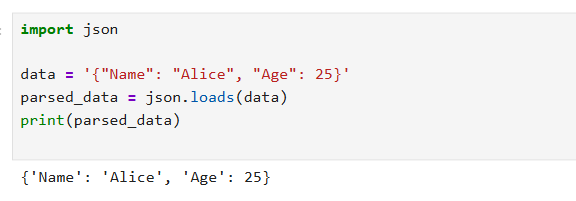 import json
data = '{"Name": "Alice", "Age": 25}'
parsed_data = json.loads(data)
print(parsed_data)
{'Name': 'Alice', 'Age': 25}